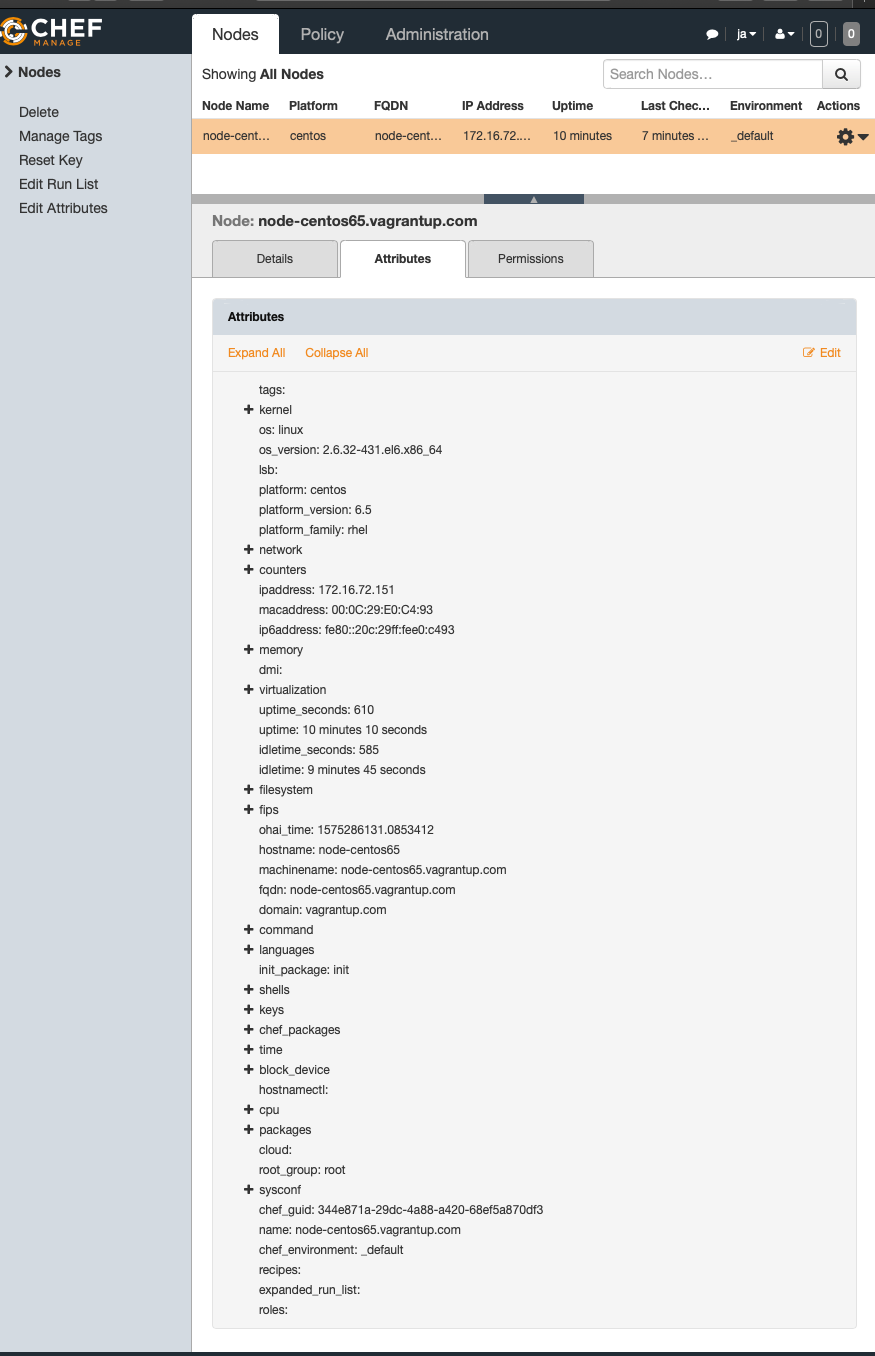 CHEF
MANAGE
Nodes
Policy
Administration
ja
0
0
Nodes
Delete
Manage Tags
Reset Key
Edit Run List
Edit Attributes
Showing All Nodes
Search Nodes...
Node Name Platform FQDN IP Address Uptime Last Chec... Environment Actions
node-cent... centos node-cent... 172.16.72.... 10 minutes 7 minutes ... _default
Node: node-centos65.vagrantup.com
Details
Attributes
Permissions
Attributes
Expand All Collapse All Edit
tags:
kernel
os: linux
os_version: 2.6.32-431.el6.x86_64
lsb:
platform: centos
platform_version: 6.5
platform_family: rhel
network
counters
ipaddress: 172.16.72.151
macaddress: 00:0C:29:E0:C4:93
ip6address: fe80::20c:29ff:fee0:c493
memory
dmi:
virtualization
uptime_seconds: 610
uptime: 10 minutes 10 seconds
idletime_seconds: 585
idletime: 9 minutes 45 seconds
filesystem
fips
ohai_time: 1575286131.0853412
hostname: node-centos65
machinename: node-centos65.vagrantup.com
fqdn: node-centos65.vagrantup.com
domain: vagrantup.com
command
languages
init_package: init
shells
keys
chef_packages
time
block_device
hostnamectl:
cpu
packages
cloud:
root_group: root
sysconf
chef_guid: 344e871a-29dc-4a88-a420-68ef5a870df3
name: node-centos65.vagrantup.com
chef_environment: _default
recipes:
expanded_run_list:
roles: